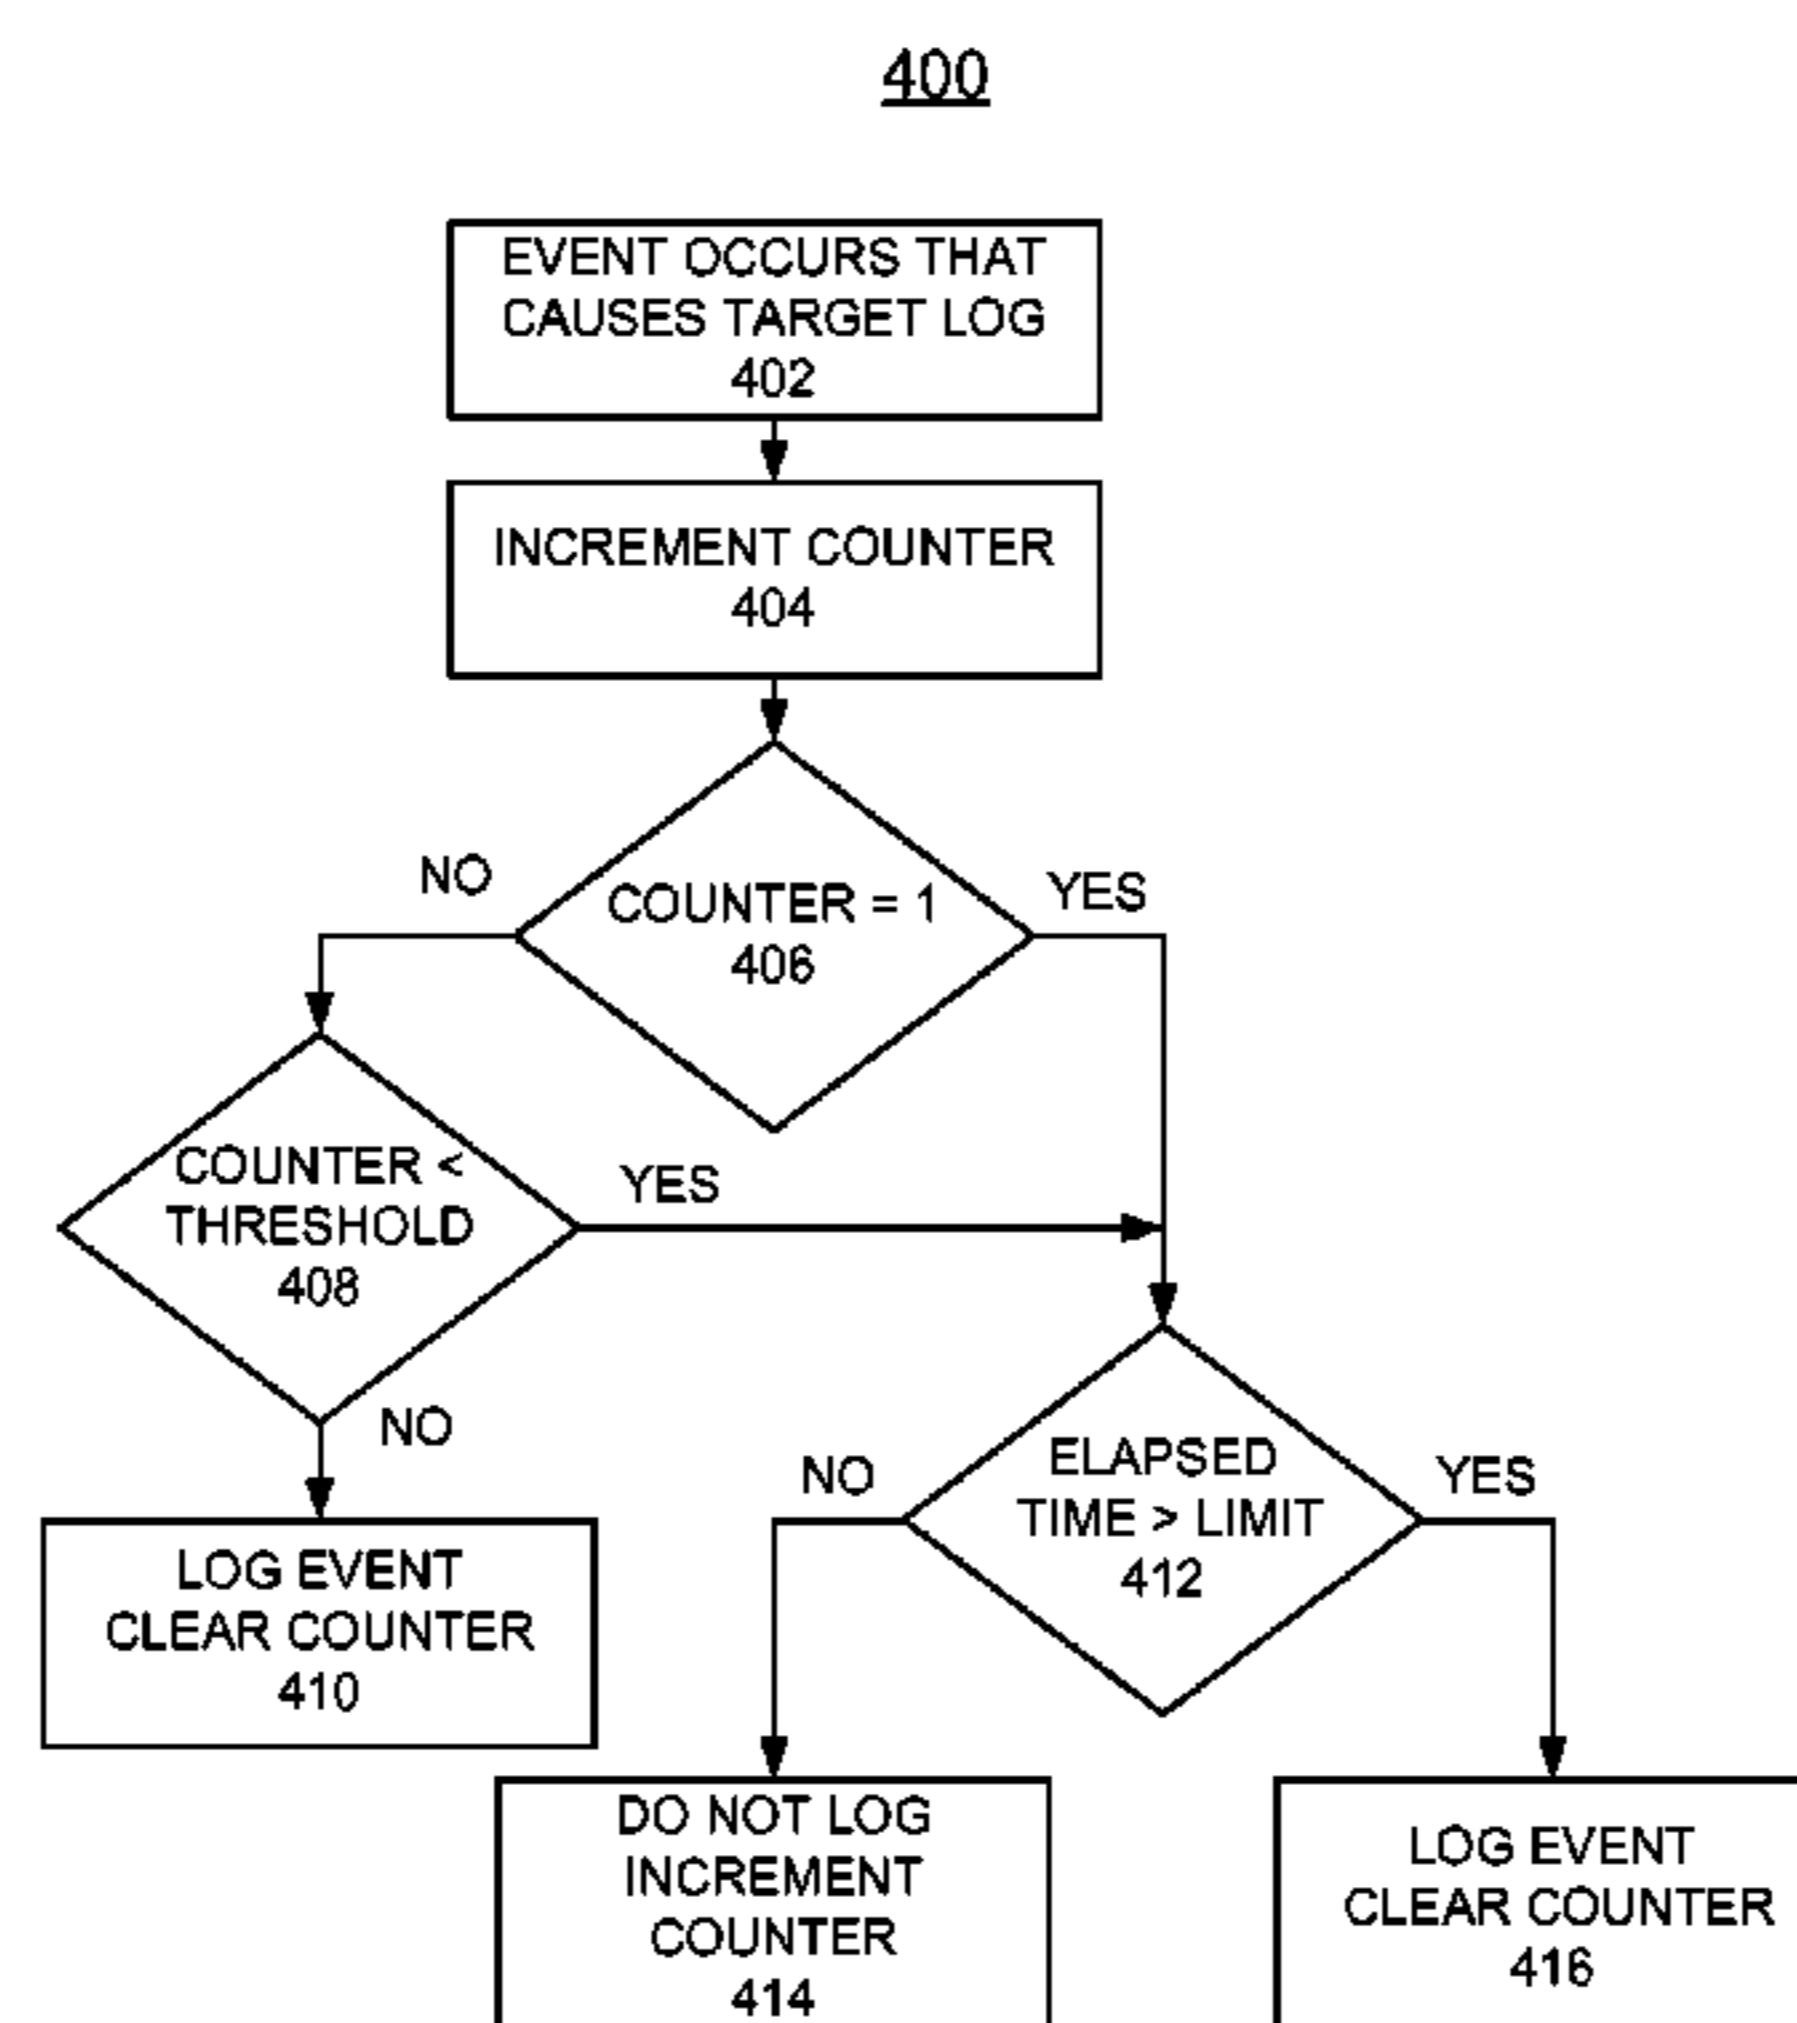 400
EVENT OCCURS THAT
CAUSES TARGET LOG
402
INCREMENT COUNTER
404
NO
COUNTER = 1
406
YES
COUNTER <
THRESHOLD
408
YES
NO
LOG EVENT
CLEAR COUNTER
410
NO
ELAPSED
TIME > LIMIT
412
YES
DO NOT LOG
INCREMENT
COUNTER
414
LOG EVENT
CLEAR COUNTER
416